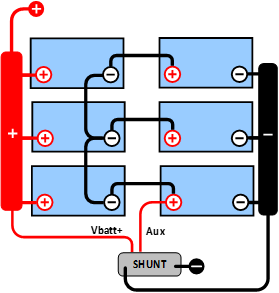 +
+ − + −
+
−
+ − + −
+ − + −
Vbatt+ Aux
SHUNT −